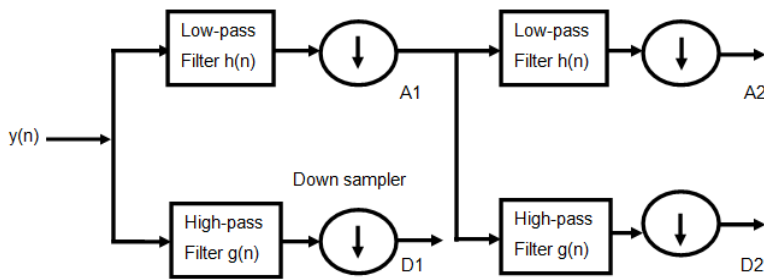 Low-pass
Filter h(n)
A1
Low-pass
Filter h(n)
A2
y(n)
Down sampler
High-pass
Filter g(n)
D1
High-pass
Filter g(n)
D2